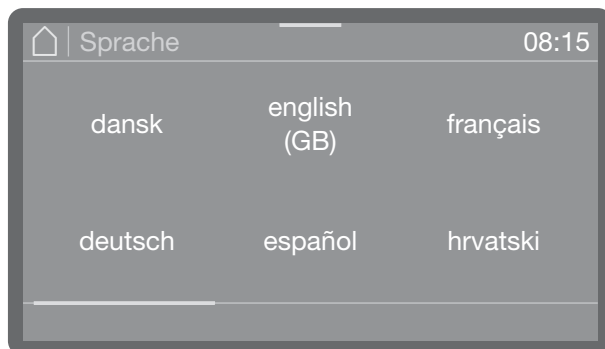 Sprache 08:15
dansk english (GB) français
deutsch español hrvatski